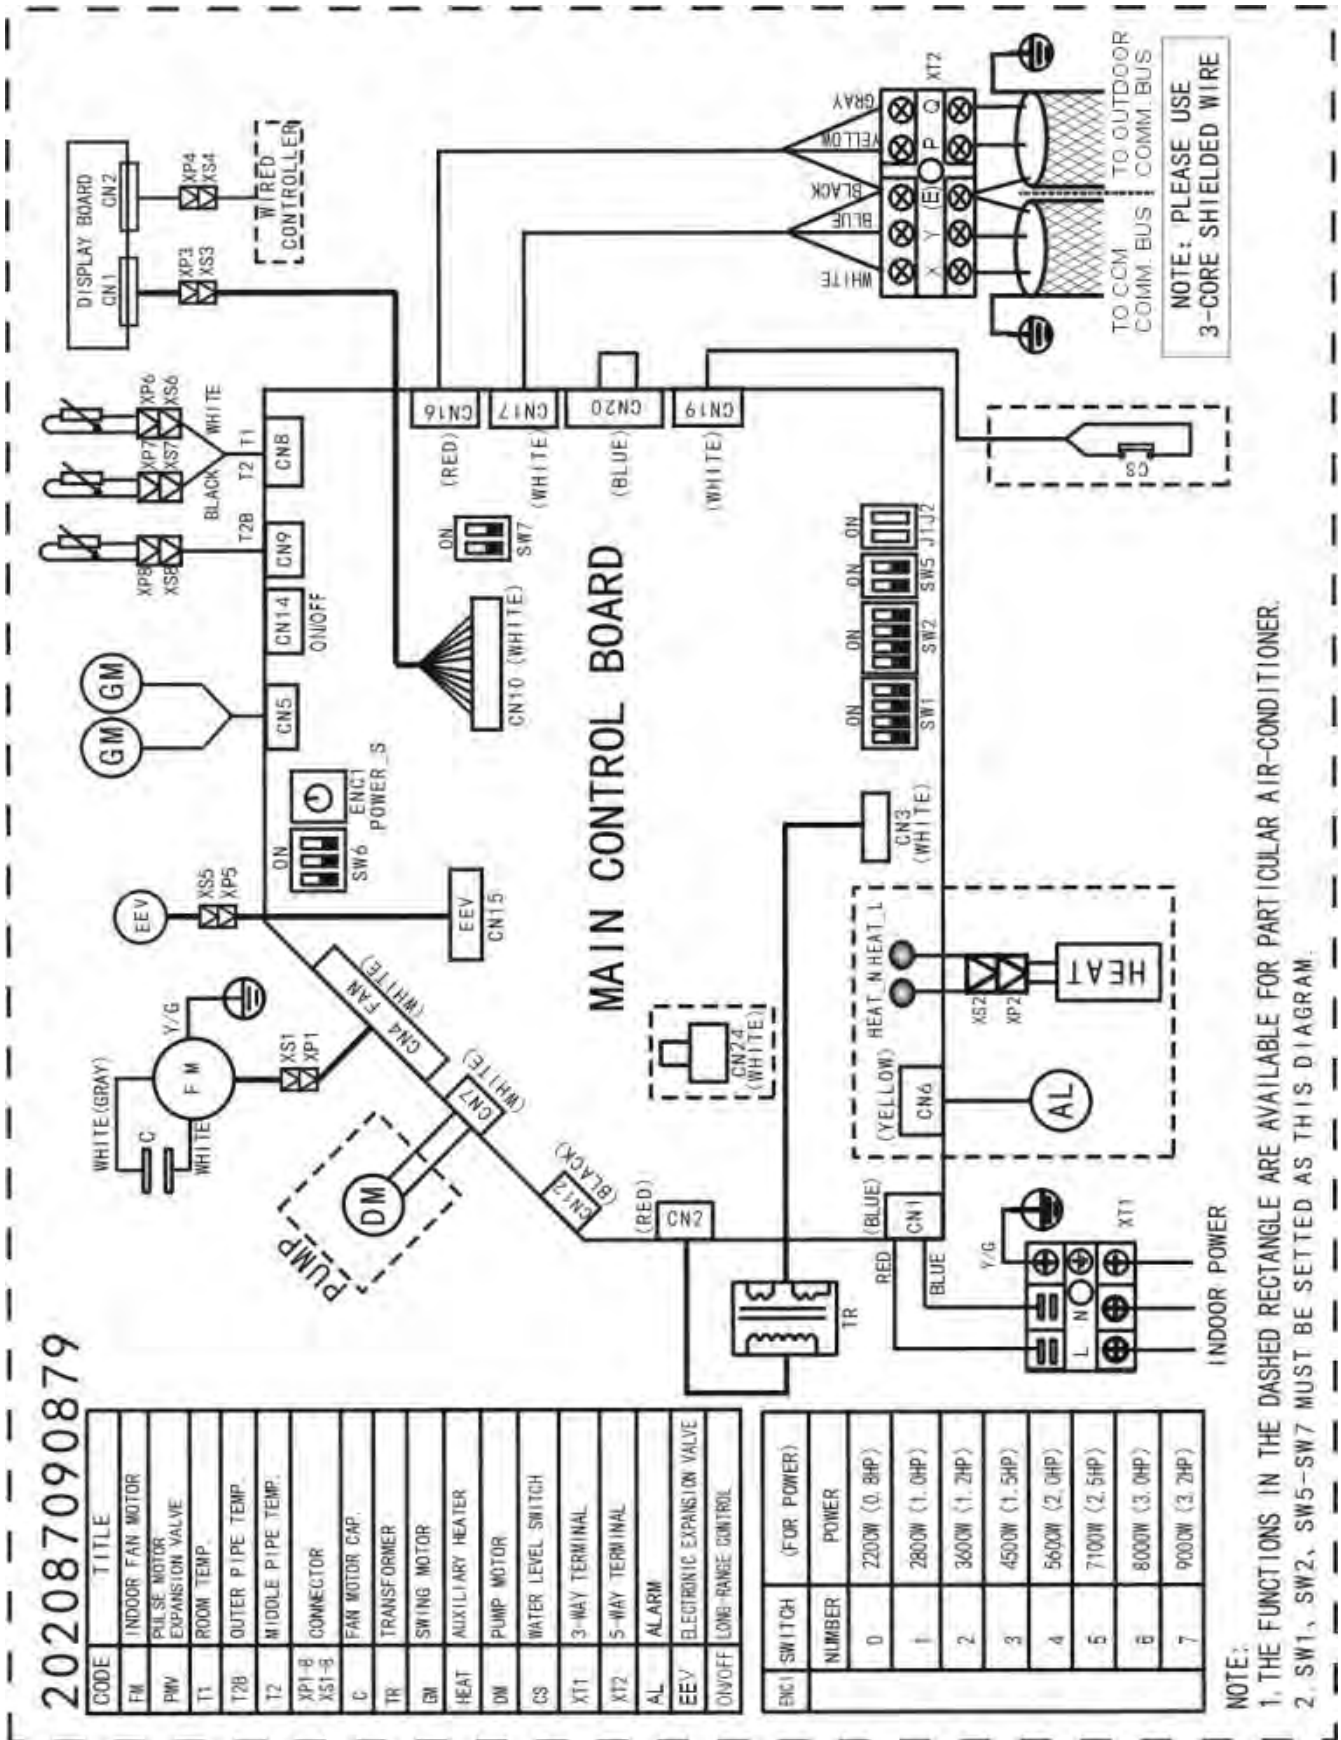 202087090879
CODE TITLE
FM INDOOR FAN MOTOR
PMV PULSE MOTOR EXPANSION VALVE
T1 ROOM TEMP.
T2B OUTER PIPE TEMP.
T2 MIDDLE PIPE TEMP.
XP1-8 XS1-8 CONNECTOR
C FAN MOTOR CAP.
TR TRANSFORMER
GM SWING MOTOR
HEAT AUXILIARY HEATER
DM PUMP MOTOR
CS WATER LEVEL SWITCH
XT1 3-WAY TERMINAL
XT2 5-WAY TERMINAL
AL ALARM
EEV ELECTRONIC EXPANSION VALVE
ON/OFF LONG-RANGE CONTROL
ENC1 SWITCH (FOR POWER)
NUMBER POWER
0 2200W (0.8HP)
1 2800W (1.0HP)
2 3600W (1.2HP)
3 4500W (1.5HP)
4 5600W (2.0HP)
5 7100W (2.5HP)
6 8000W (3.0HP)
7 9000W (3.2HP)
WHITE(GRAY)
C
WHITE
FM
Y/G
XS1
XP1
EEV
XS5
XP5
GM
GM
XP8
XS8
XP7
XS7
XP6
XS6
BLACK
WHITE
T2B
T2
T1
DISPLAY BOARD
CN1
CN2
XP3
XS3
XP4
XS4
WIRED
CONTROLLER
PUMP
DM
CN7
(WHITE)
CN4 FAN
(WHITE)
CN12
(BLACK)
ON
SW6
ENC1
POWER_S
CN5
CN14
ON/OFF
CN9
CN8
EEV
CN15
CN10 (WHITE)
ON
SW7
CN16
(RED)
CN17
(WHITE)
CN20
(BLUE)
CN19
(WHITE)
MAIN CONTROL BOARD
(RED)
CN2
CN24
(WHITE)
TR
CN3
(WHITE)
ON
SW1
ON
SW2
ON
SW5
ON
J1J2
(BLUE)
CN1
RED
BLUE
(YELLOW)
CN6
AL
HEAT_N HEAT_L
XS2
XP2
HEAT
Y/G
L N
XT1
INDOOR POWER
CS
WHITE
BLUE
BLACK
YELLOW
GRAY
X Y (E) P Q
XT2
TO CCM
COMM. BUS
TO OUTDOOR
COMM. BUS
NOTE: PLEASE USE
3-CORE SHIELDED WIRE
NOTE:
1. THE FUNCTIONS IN THE DASHED RECTANGLE ARE AVAILABLE FOR PARTICULAR AIR-CONDITIONER.
2. SW1、SW2、SW5-SW7 MUST BE SETTED AS THIS DIAGRAM.